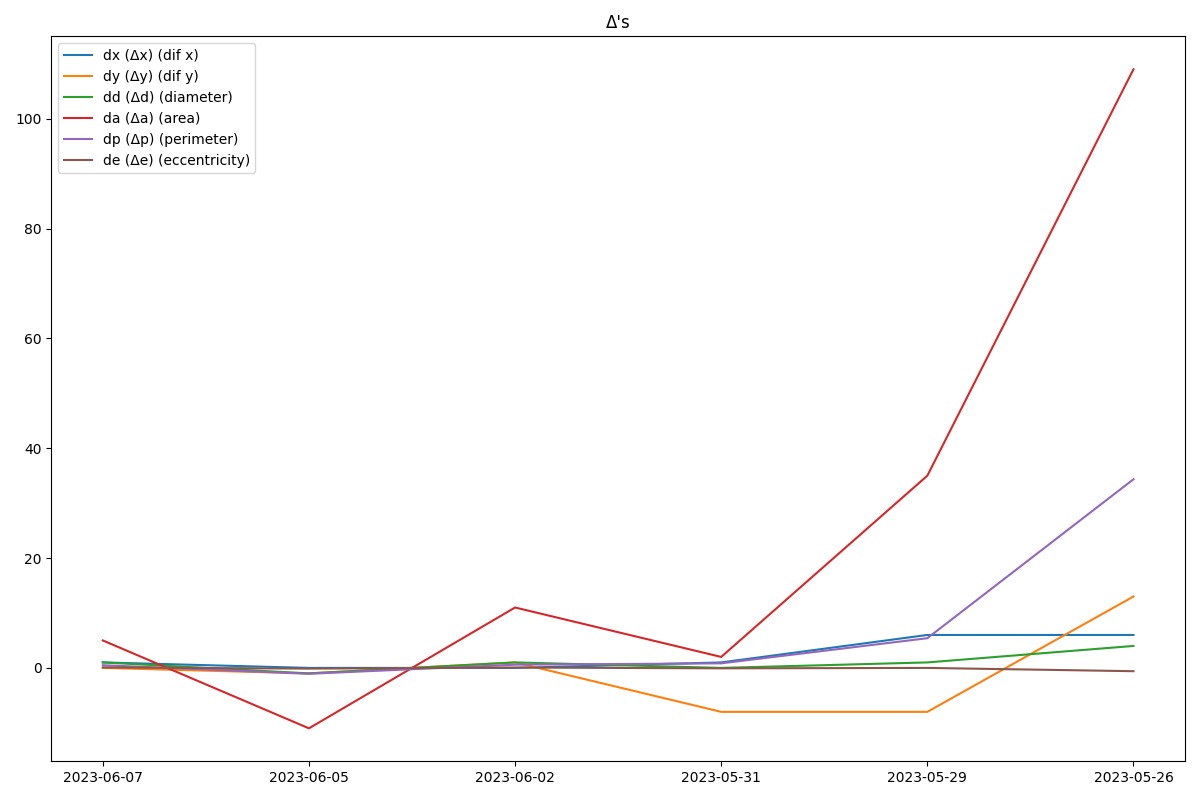 Δ's
dx (Δx) (dif x)
dy (Δy) (dif y)
dd (Δd) (diameter)
da (Δa) (area)
dp (Δp) (perimeter)
de (Δe) (eccentricity)
100
80
60
40
20
0
2023-06-07 2023-06-05 2023-06-02 2023-05-31 2023-05-29 2023-05-26